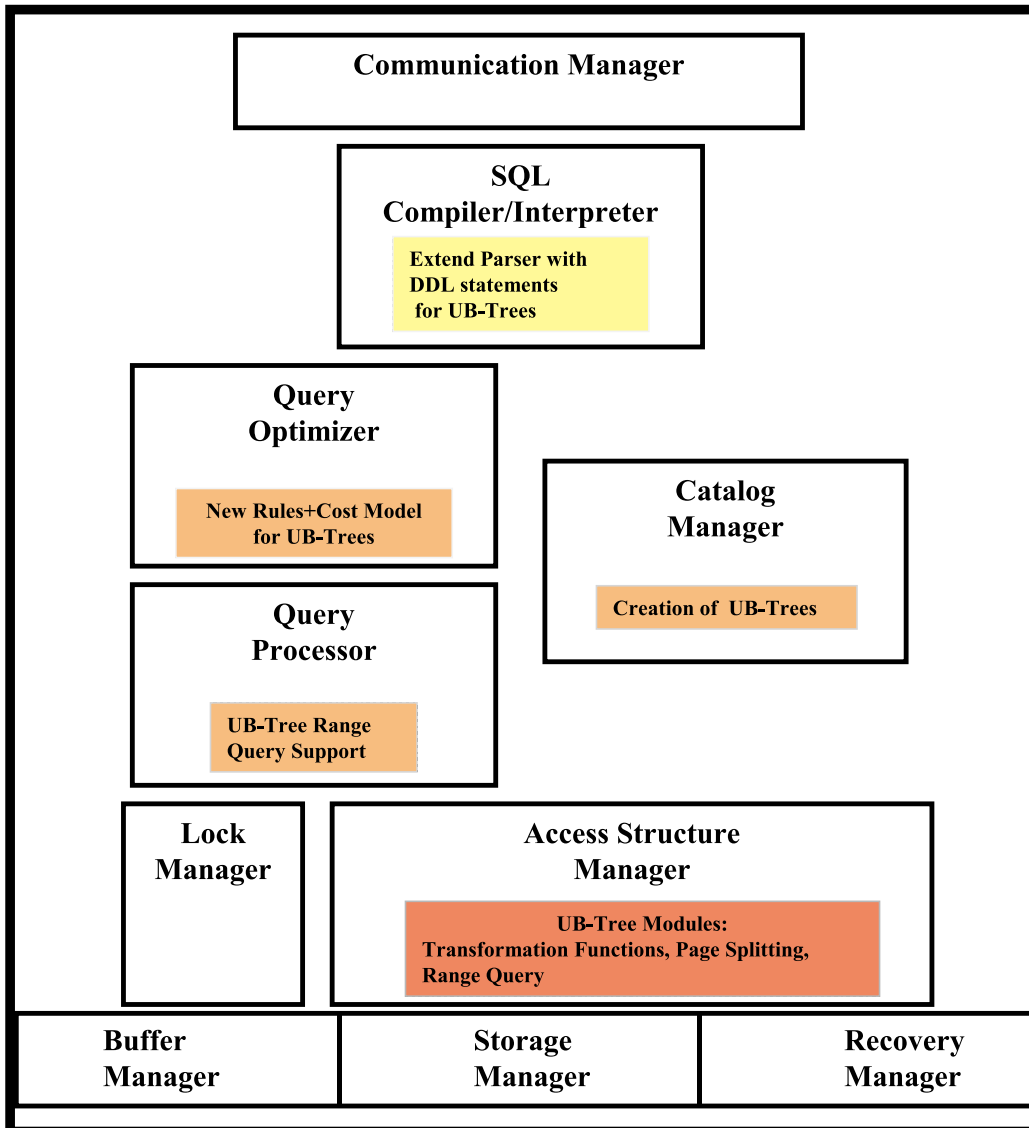 Communication Manager
SQL
Compiler/Interpreter
Extend Parser with
DDL statements
for UB-Trees
Query
Optimizer
New Rules+Cost Model
for UB-Trees
Catalog
Manager
Creation of UB-Trees
Query
Processor
UB-Tree Range
Query Support
Lock
Manager
Access Structure
Manager
UB-Tree Modules:
Transformation Functions, Page Splitting,
Range Query
Buffer
Manager
Storage
Manager
Recovery
Manager